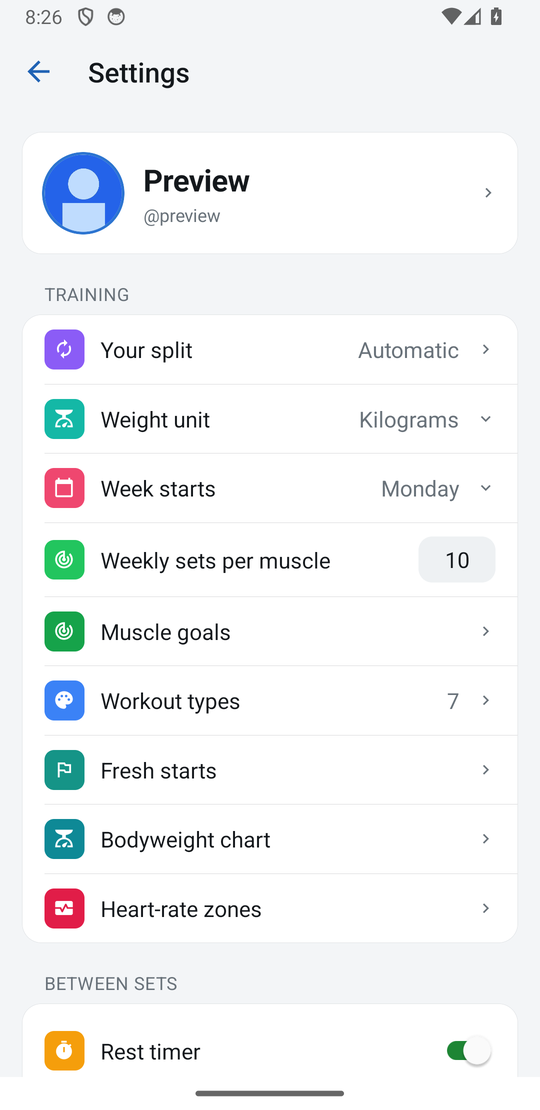 8:26
Settings
Preview
@preview
TRAINING
Your split Automatic
Weight unit Kilograms
Week starts Monday
Weekly sets per muscle 10
Muscle goals
Workout types 7
Fresh starts
Bodyweight chart
Heart-rate zones
BETWEEN SETS
Rest timer